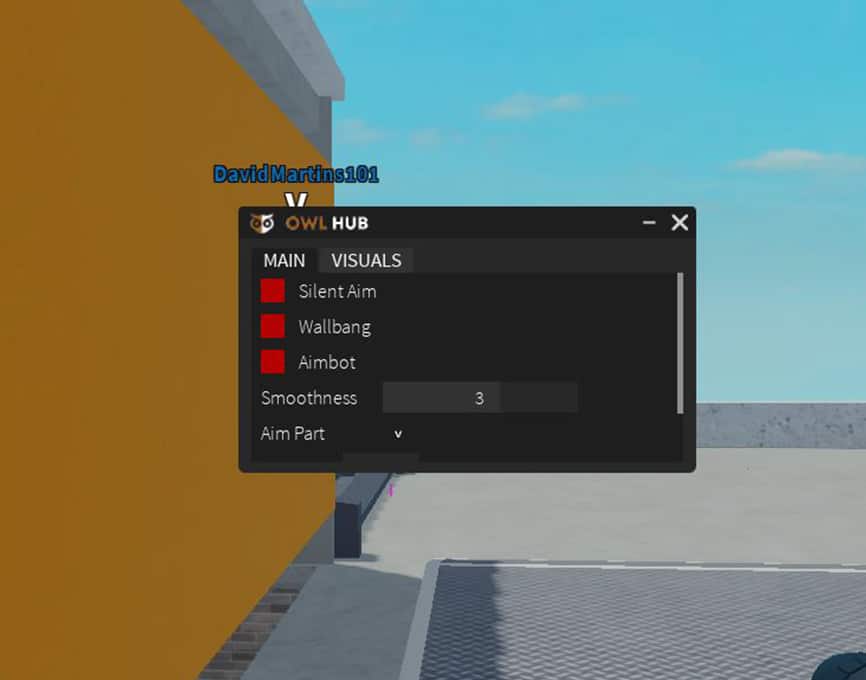 DavidMartins101
V
OWL HUB
MAIN VISUALS
Silent Aim
Wallbang
Aimbot
Smoothness 3
Aim Part v